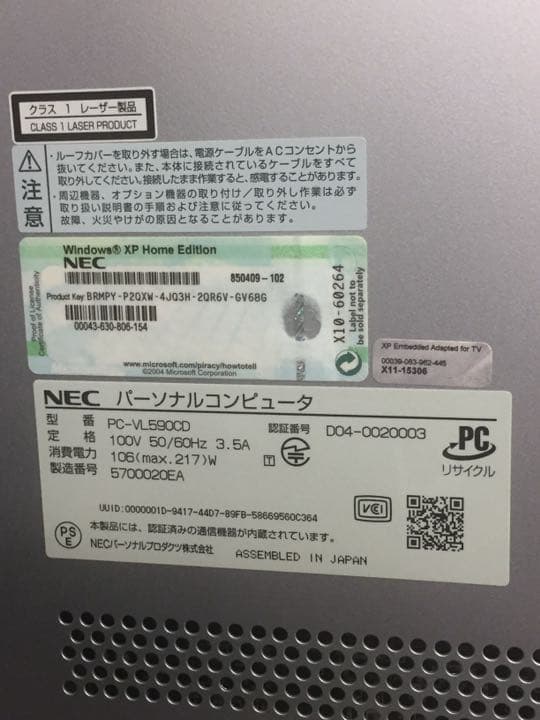 クラス 1 レーザー製品
CLASS 1 LASER PRODUCT
注意
・ルーフカバーを取り外す場合は、電源ケーブルをACコンセントから
抜いてください。また、本体に接続されているケーブルをすべて
取り外してください。接続したまま作業すると、感電することがあります。
・周辺機器、オプション機器の取り付け/取り外し作業は必ず
取り扱い説明書の手順および注意に従ってください。
故障、火災やけがの原因となることがあります。
Windows® XP Home Edition
NEC
850409-102
Product Key: BRMPY-P2QXW-4JQ3H-2QR6V-GV68G
00043-630-806-154
Proof of License
Certificate of Authenticity
www.microsoft.com/piracy/howtotell
©2004 Microsoft Corporation
X10-60264
Label not to
be sold separately
XP Embedded Adapted for TV
00039-063-962-445
X11-15306
NEC パーソナルコンピュータ
型番 PC-VL590CD
定格 100V 50/60Hz 3.5A
消費電力 106(max.217)W
製造番号 5700020EA
認証番号 D04-0020003
T
PC
リサイクル
UUID:0000001D-9417-44D7-89FB-58669560C364
VCI
PSE
本製品には、認証済みの通信機器が内蔵されています。
NECパーソナルプロダクツ株式会社 ASSEMBLED IN JAPAN